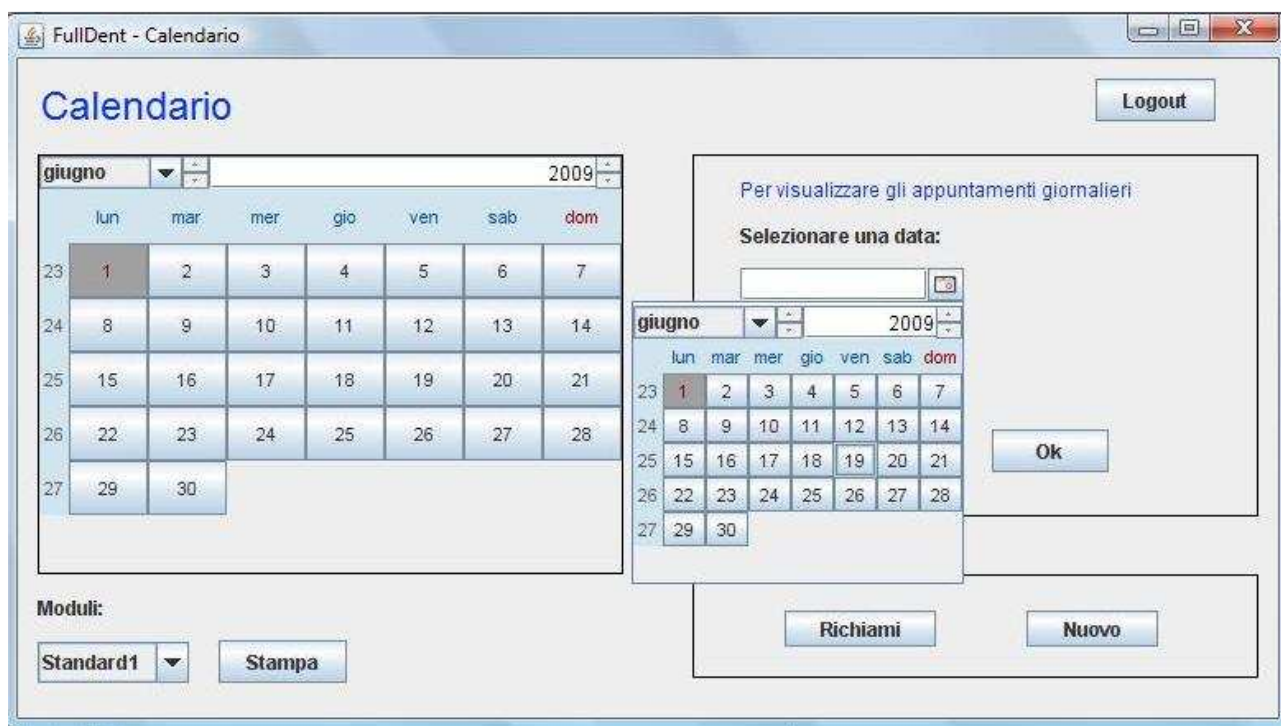 FullDent - Calendario
Calendario
Logout
giugno 2009
lun mar mer gio ven sab dom
23 1 2 3 4 5 6 7
24 8 9 10 11 12 13 14
25 15 16 17 18 19 20 21
26 22 23 24 25 26 27 28
27 29 30
Per visualizzare gli appuntamenti giornalieri
Selezionare una data:
giugno 2009
lun mar mer gio ven sab dom
23 1 2 3 4 5 6 7
24 8 9 10 11 12 13 14
25 15 16 17 18 19 20 21
26 22 23 24 25 26 27 28
27 29 30
Ok
Moduli:
Standard1 Stampa
Richiami Nuovo